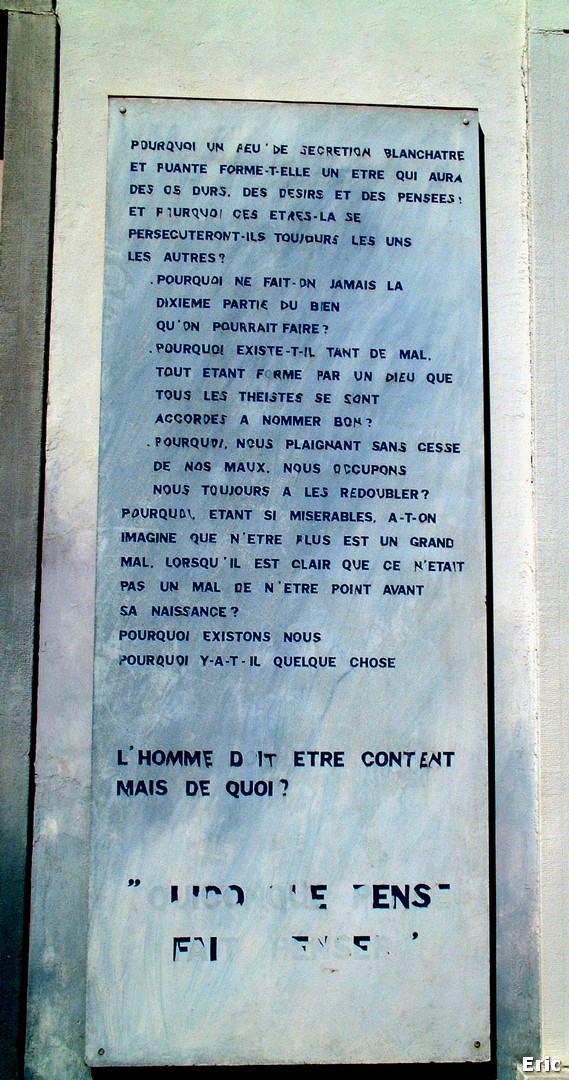 POURQUOI UN PEU'DE SECRETION BLANCHATRE
ET PUANTE FORME-T-ELLE UN ETRE QUI AURA
DES OS DURS, DES DESIRS ET DES PENSEES!
ET POURQUOI CES ETRES-LA SE
PERSECUTERONT-ILS TOUJOURS LES UNS
LES AUTRES?
.POURQUOI NE FAIT-ON JAMAIS LA
DIXIEME PARTIE DU BIEN
QU'ON POURRAIT FAIRE?
.POURQUOI EXISTE-T-IL TANT DE MAL,
TOUT ETANT FORME PAR UN DIEU QUE
TOUS LES THEISTES SE SONT
ACCORDES A NOMMER BON?
.POURQUOI, NOUS PLAIGNANT SANS CESSE
DE NOS MAUX, NOUS OCCUPONS
NOUS TOUJOURS A LES REDOUBLER?
POURQUOI, ETANT SI MISERABLES, A-T-ON
IMAGINE QUE N'ETRE PLUS EST UN GRAND
MAL, LORSQU'IL EST CLAIR QUE CE N'ETAIT
PAS UN MAL DE N'ETRE POINT AVANT
SA NAISSANCE?
POURQUOI EXISTONS NOUS
POURQUOI Y-A-T-IL QUELQUE CHOSE
L'HOMME DOIT ETRE CONTENT
MAIS DE QUOI?
"QUICONQUE PENSE
FAIT PENSER"
Eric